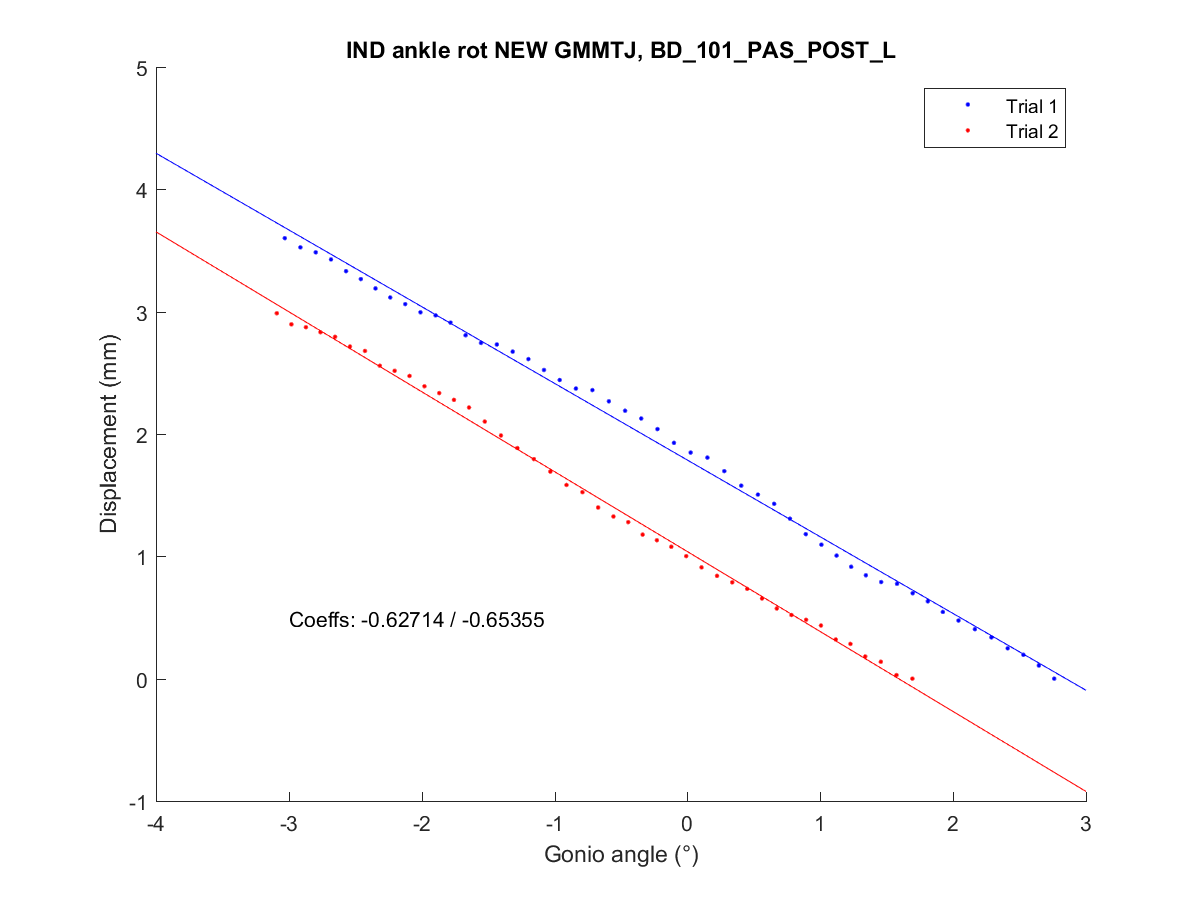 IND ankle rot NEW GMMTJ, BD_101_PAS_POST_L
Trial 1
Trial 2
5
4
3
2
1
0
-1
Displacement (mm)
Coeffs: -0.62714 / -0.65355
-4 -3 -2 -1 0 1 2 3
Gonio angle (°)